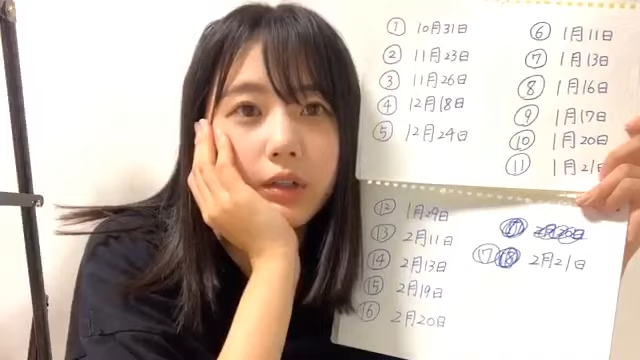 ① 10月31日
② 11月23日
③ 11月26日
④ 12月18日
⑤ 12月24日
⑥ 1月11日
⑦ 1月13日
⑧ 1月16日
⑨ 1月17日
⑩ 1月20日
⑪ 1月21日
⑫ 1月29日
⑬ 2月11日
⑭ 2月13日
⑮ 2月19日
⑯ 2月20日
⑰ 2月21日